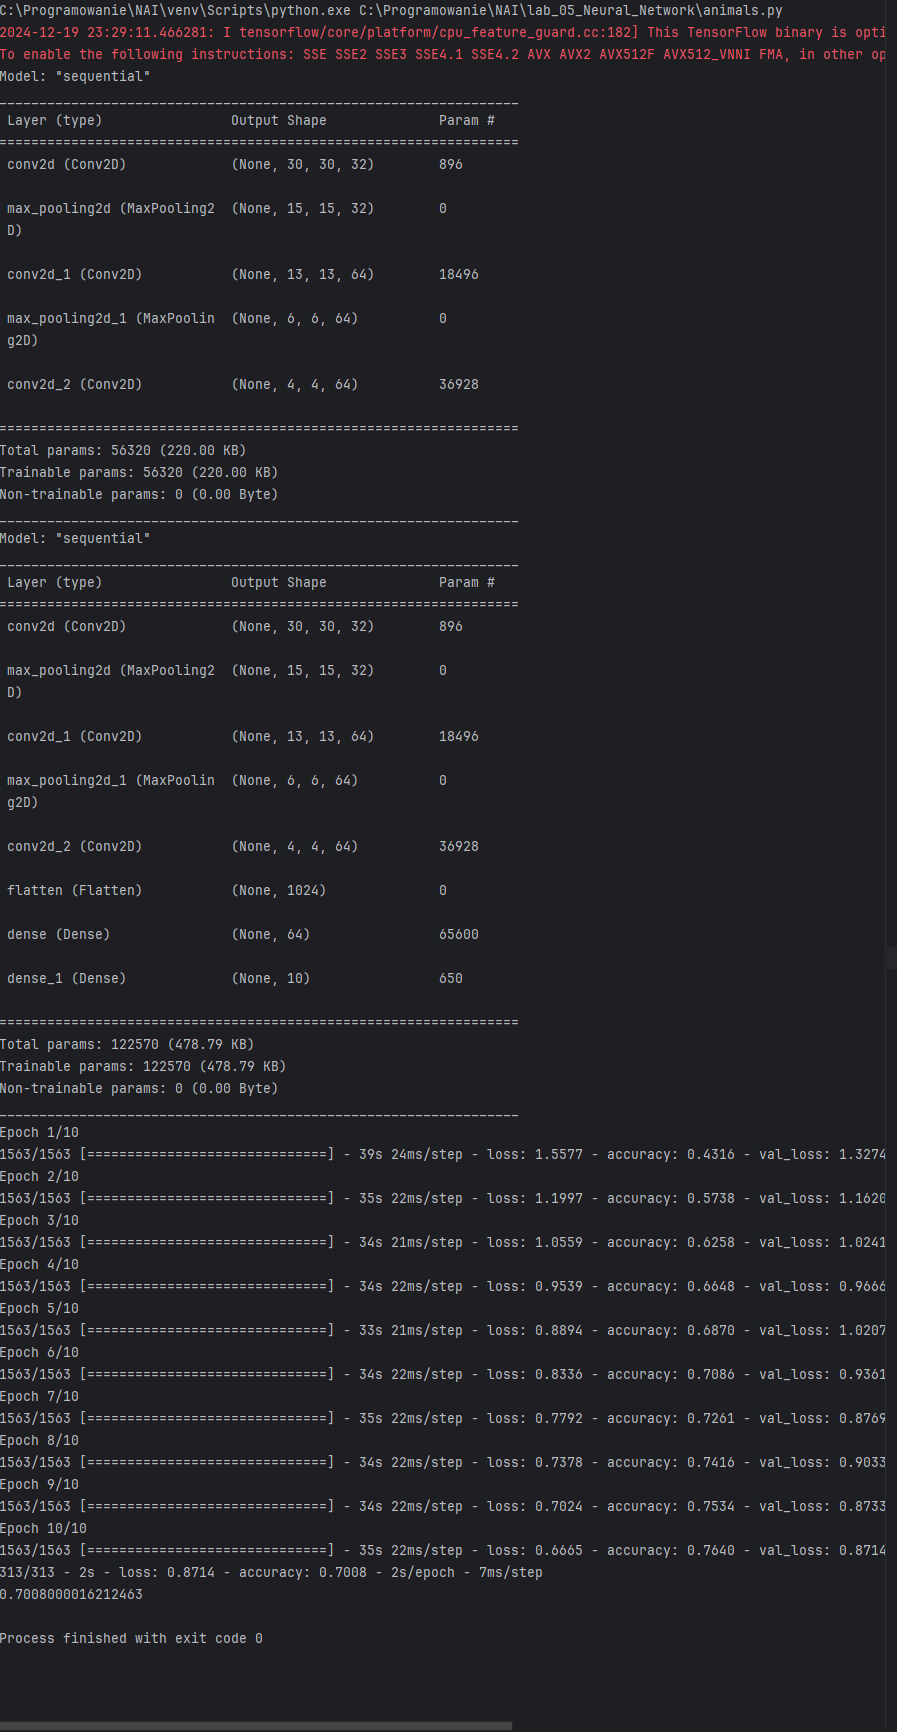 C:\Programowanie\NAI\venv\Scripts\python.exe C:\Programowanie\NAI\lab_05_Neural_Network\animals.py
2024-12-19 23:29:11.466281: I tensorflow/core/platform/cpu_feature_guard.cc:182] This TensorFlow binary is opti
To enable the following instructions: SSE SSE2 SSE3 SSE4.1 SSE4.2 AVX AVX2 AVX512F AVX512_VNNI FMA, in other op
Model: "sequential"
_________________________________________________________________
Layer (type)                Output Shape              Param #
=================================================================
conv2d (Conv2D)             (None, 30, 30, 32)        896
max_pooling2d (MaxPooling2  (None, 15, 15, 32)        0
D)
conv2d_1 (Conv2D)           (None, 13, 13, 64)        18496
max_pooling2d_1 (MaxPoolin  (None, 6, 6, 64)          0
g2D)
conv2d_2 (Conv2D)           (None, 4, 4, 64)          36928
=================================================================
Total params: 56320 (220.00 KB)
Trainable params: 56320 (220.00 KB)
Non-trainable params: 0 (0.00 Byte)
_________________________________________________________________
Model: "sequential"
_________________________________________________________________
Layer (type)                Output Shape              Param #
=================================================================
conv2d (Conv2D)             (None, 30, 30, 32)        896
max_pooling2d (MaxPooling2  (None, 15, 15, 32)        0
D)
conv2d_1 (Conv2D)           (None, 13, 13, 64)        18496
max_pooling2d_1 (MaxPoolin  (None, 6, 6, 64)          0
g2D)
conv2d_2 (Conv2D)           (None, 4, 4, 64)          36928
flatten (Flatten)           (None, 1024)              0
dense (Dense)               (None, 64)                65600
dense_1 (Dense)             (None, 10)                650
=================================================================
Total params: 122570 (478.79 KB)
Trainable params: 122570 (478.79 KB)
Non-trainable params: 0 (0.00 Byte)
_________________________________________________________________
Epoch 1/10
1563/1563 [==============================] - 39s 24ms/step - loss: 1.5577 - accuracy: 0.4316 - val_loss: 1.3274
Epoch 2/10
1563/1563 [==============================] - 35s 22ms/step - loss: 1.1997 - accuracy: 0.5738 - val_loss: 1.1620
Epoch 3/10
1563/1563 [==============================] - 34s 21ms/step - loss: 1.0559 - accuracy: 0.6258 - val_loss: 1.0241
Epoch 4/10
1563/1563 [==============================] - 34s 22ms/step - loss: 0.9539 - accuracy: 0.6648 - val_loss: 0.9666
Epoch 5/10
1563/1563 [==============================] - 33s 21ms/step - loss: 0.8894 - accuracy: 0.6870 - val_loss: 1.0207
Epoch 6/10
1563/1563 [==============================] - 34s 22ms/step - loss: 0.8336 - accuracy: 0.7086 - val_loss: 0.9361
Epoch 7/10
1563/1563 [==============================] - 35s 22ms/step - loss: 0.7792 - accuracy: 0.7261 - val_loss: 0.8769
Epoch 8/10
1563/1563 [==============================] - 34s 22ms/step - loss: 0.7378 - accuracy: 0.7416 - val_loss: 0.9033
Epoch 9/10
1563/1563 [==============================] - 34s 22ms/step - loss: 0.7024 - accuracy: 0.7534 - val_loss: 0.8733
Epoch 10/10
1563/1563 [==============================] - 35s 22ms/step - loss: 0.6665 - accuracy: 0.7640 - val_loss: 0.8714
313/313 - 2s - loss: 0.8714 - accuracy: 0.7008 - 2s/epoch - 7ms/step
0.7008000016212463
Process finished with exit code 0